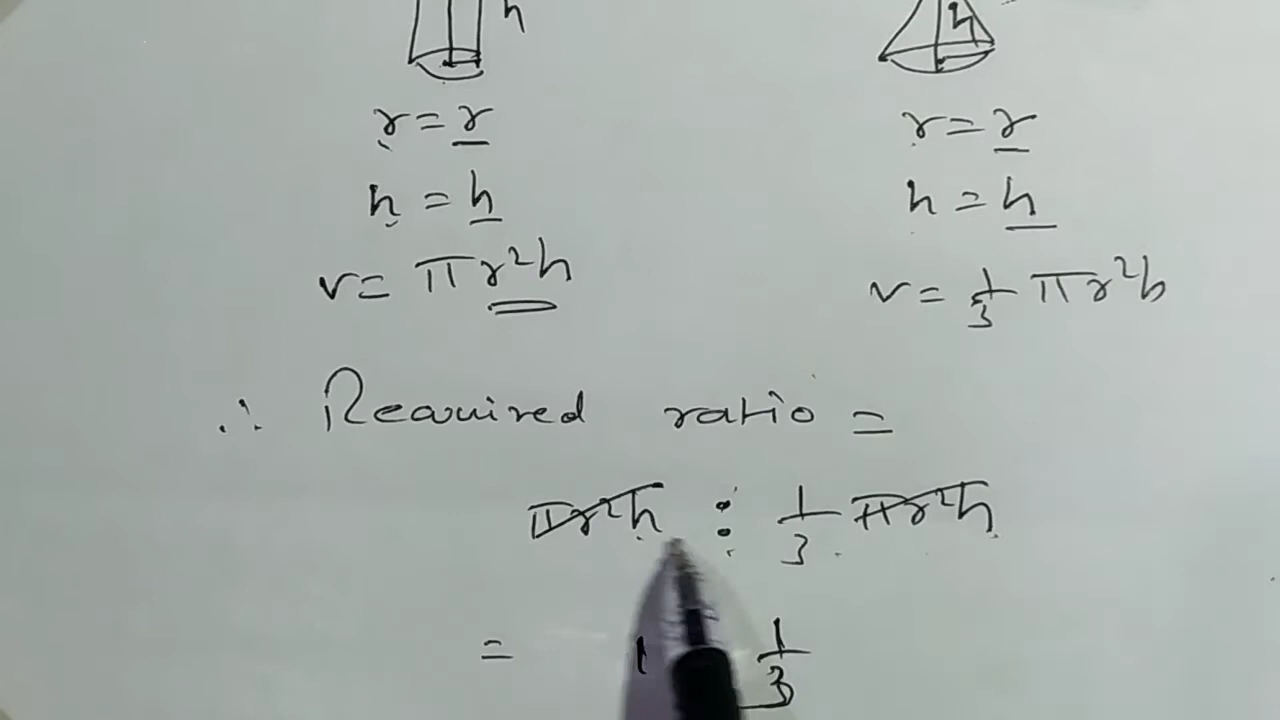 h h
r = r r = r
h = h h = h
v = πr²h v = 1/3 πr²h
∴ Required ratio =
πr²h : 1/3 πr²h
= 1 1/3